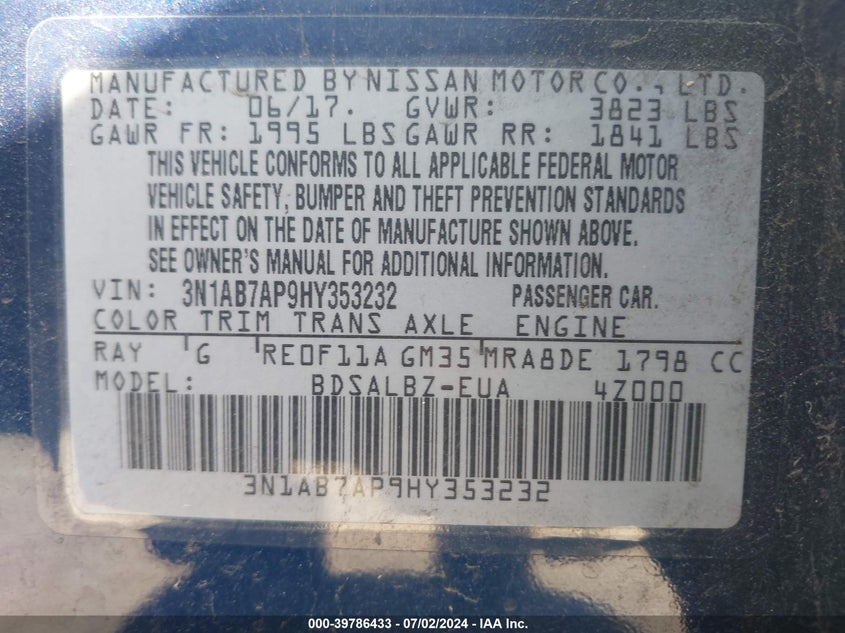 MANUFACTURED BY NISSAN MOTOR CO., LTD.
DATE: 06/17. GVWR: 3823 LBS
GAWR FR: 1995 LBS GAWR RR: 1841 LBS
THIS VEHICLE CONFORMS TO ALL APPLICABLE FEDERAL MOTOR
VEHICLE SAFETY, BUMPER AND THEFT PREVENTION STANDARDS
IN EFFECT ON THE DATE OF MANUFACTURE SHOWN ABOVE.
SEE OWNER'S MANUAL FOR ADDITIONAL INFORMATION.
VIN: 3N1AB7AP9HY353232 PASSENGER CAR.
COLOR TRIM TRANS AXLE ENGINE
RAY G RE0F11A GM35 MRA8DE 1798 CC
MODEL: BDSALBZ-EUA 4Z000
3N1AB7AP9HY353232
000-39786433 - 07/02/2024 - IAA Inc.